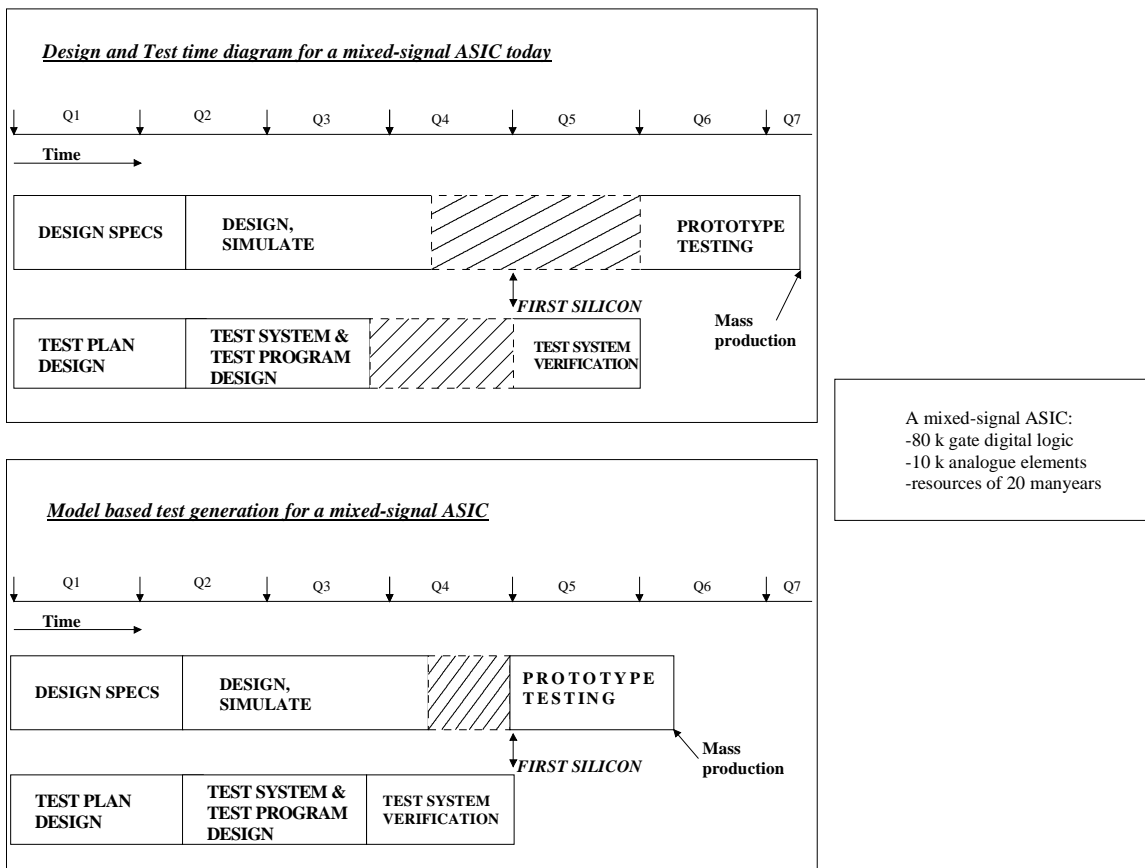 Design and Test time diagram for a mixed-signal ASIC today
Q1 Q2 Q3 Q4 Q5 Q6 Q7
Time
DESIGN SPECS
DESIGN,
SIMULATE
PROTOTYPE
TESTING
FIRST SILICON
Mass
production
TEST PLAN
DESIGN
TEST SYSTEM &
TEST PROGRAM
DESIGN
TEST SYSTEM
VERIFICATION
A mixed-signal ASIC:
-80 k gate digital logic
-10 k analogue elements
-resources of 20 manyears
Model based test generation for a mixed-signal ASIC
Q1 Q2 Q3 Q4 Q5 Q6 Q7
Time
DESIGN SPECS
DESIGN,
SIMULATE
PROTOTYPE
TESTING
FIRST SILICON
Mass
production
TEST PLAN
DESIGN
TEST SYSTEM &
TEST PROGRAM
DESIGN
TEST SYSTEM
VERIFICATION